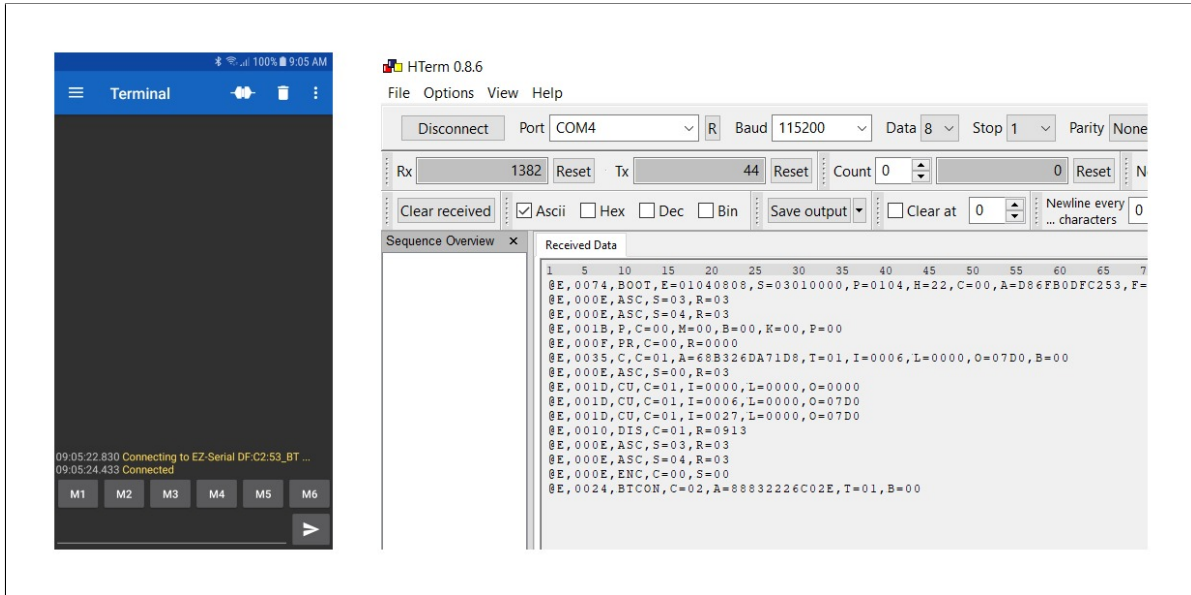 100% 9:05 AM
Terminal
09:05:22.830 Connecting to EZ-Serial DF:C2:53_BT ...
09:05:24.433 Connected
M1 M2 M3 M4 M5 M6
HTerm 0.8.6
File Options View Help
Disconnect Port COM4 R Baud 115200 Data 8 Stop 1 Parity None
Rx 1382 Reset Tx 44 Reset Count 0 0 Reset N
Clear received Ascii Hex Dec Bin Save output Clear at 0 Newline every ... characters 0
Sequence Overview × Received Data
1 5 10 15 20 25 30 35 40 45 50 55 60 65 7
@E,0074,BOOT,E=01040808,S=03010000,P=0104,H=22,C=00,A=D86FB0DFC253,F=
@E,000E,ASC,S=03,R=03
@E,000E,ASC,S=04,R=03
@E,001B,P,C=00,M=00,B=00,K=00,P=00
@E,000F,PR,C=00,R=0000
@E,0035,C,C=01,A=68B326DA71D8,T=01,I=0006,L=0000,O=07D0,B=00
@E,000E,ASC,S=00,R=03
@E,001D,CU,C=01,I=0000,L=0000,O=0000
@E,001D,CU,C=01,I=0006,L=0000,O=07D0
@E,001D,CU,C=01,I=0027,L=0000,O=07D0
@E,0010,DIS,C=01,R=0913
@E,000E,ASC,S=03,R=03
@E,000E,ASC,S=04,R=03
@E,000E,ENC,C=00,S=00
@E,0024,BTCON,C=02,A=88832226C02E,T=01,B=00